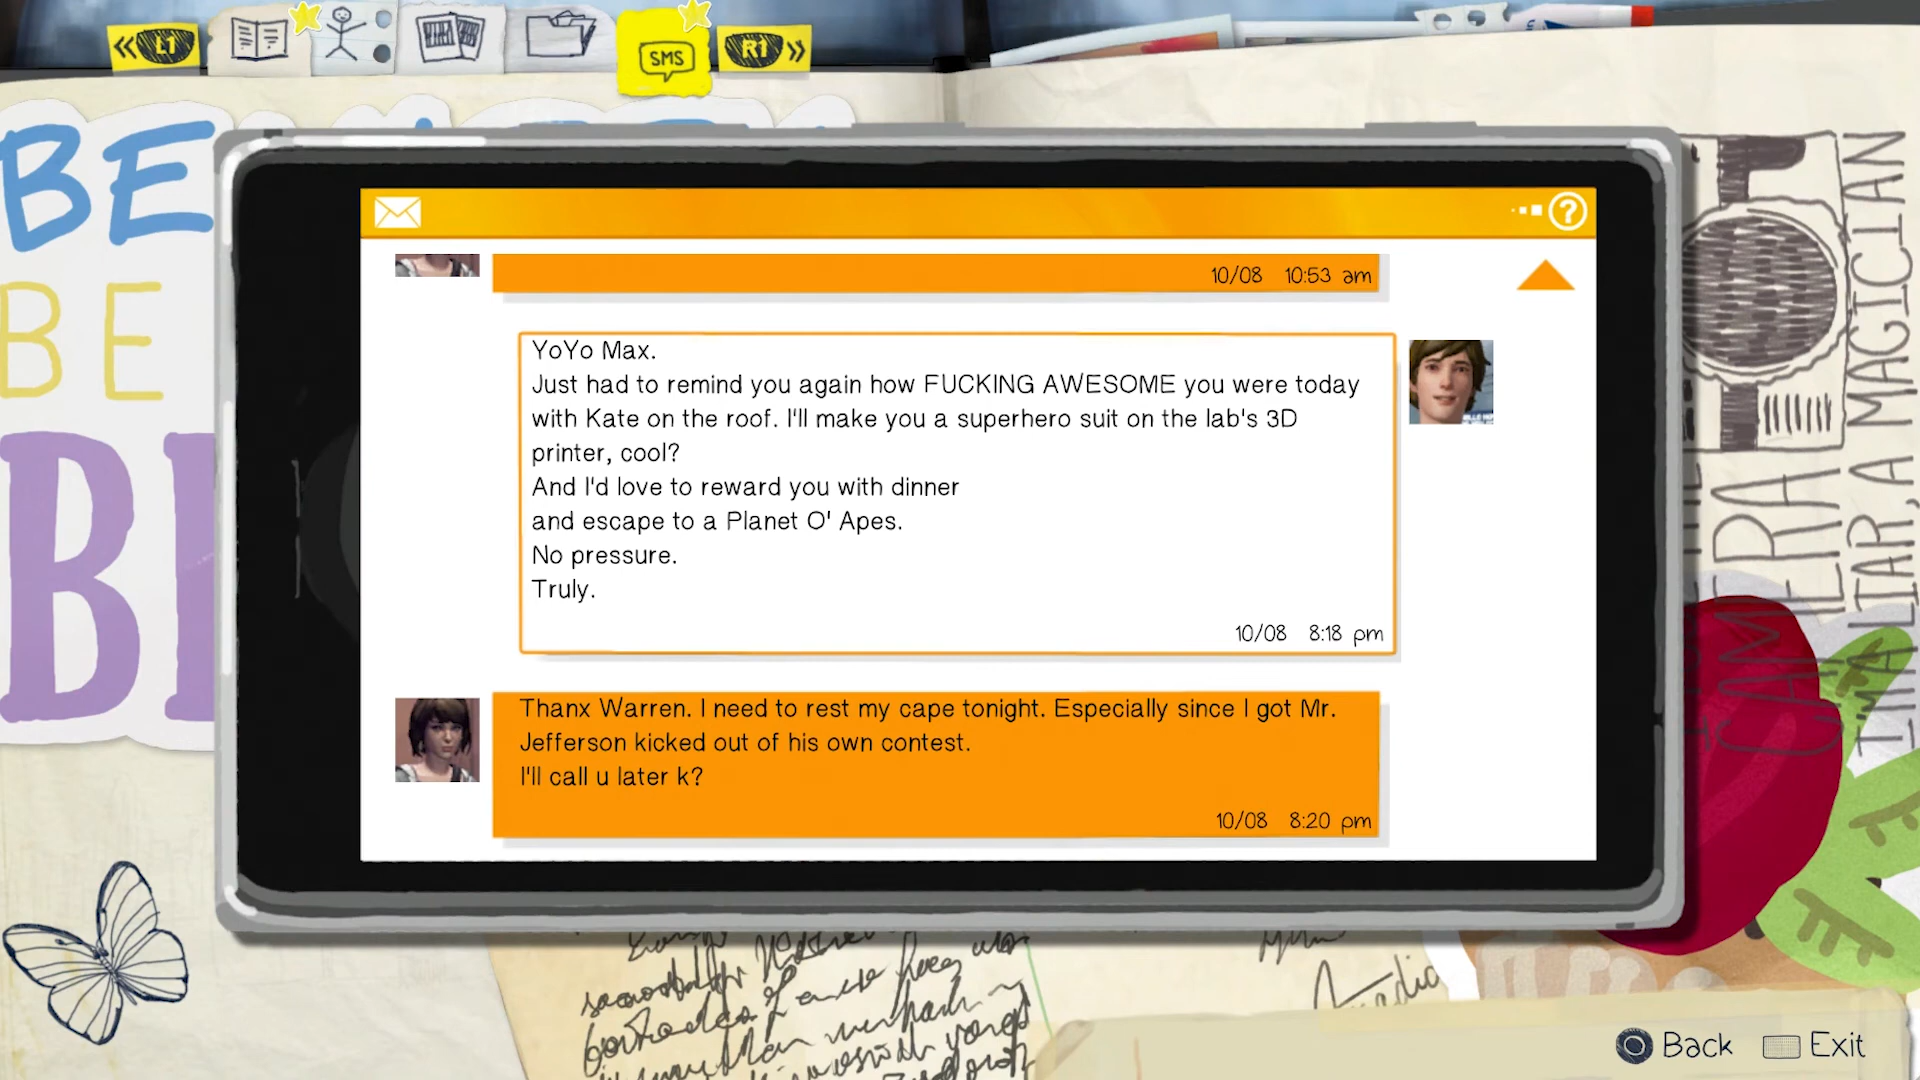 L1
SMS
R1
BE
BE
10/08 10:53 am
YoYo Max.
Just had to remind you again how FUCKING AWESOME you were today
with Kate on the roof. I'll make you a superhero suit on the lab's 3D
printer, cool?
And I'd love to reward you with dinner
and escape to a Planet O' Apes.
No pressure.
Truly.
10/08 8:18 pm
Thanx Warren. I need to rest my cape tonight. Especially since I got Mr.
Jefferson kicked out of his own contest.
I'll call u later k?
10/08 8:20 pm
CAMERA
I'M A LIAR, A MAGICIAN
Back
Exit